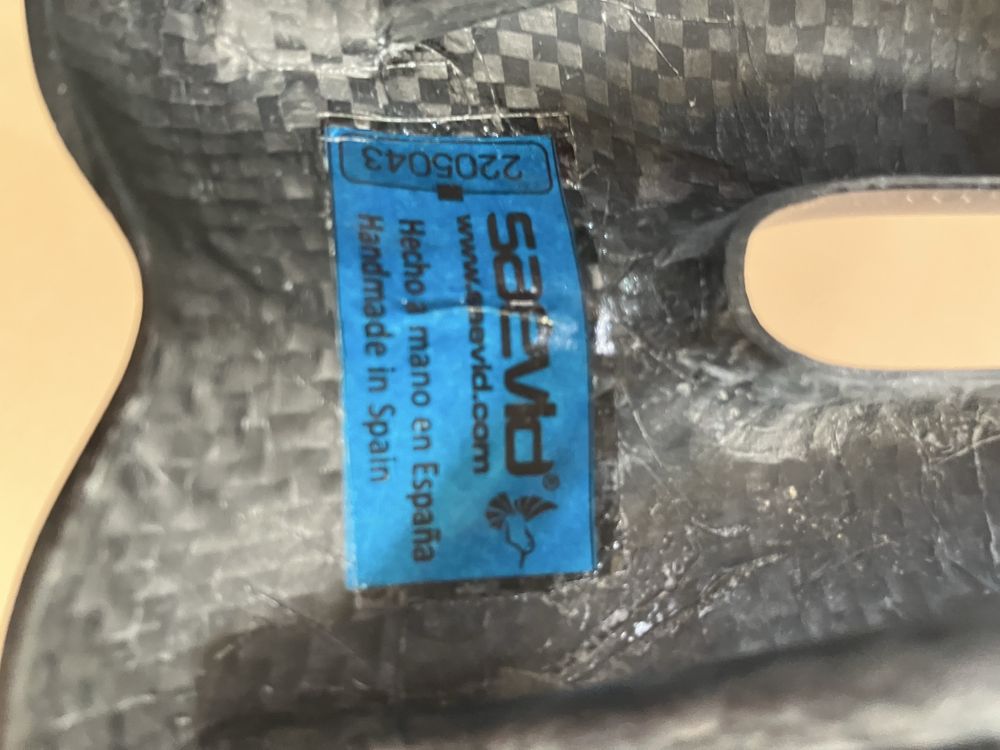 2205043
saevid®
www.saevid.com
Hecho a mano en España
Handmade in Spain